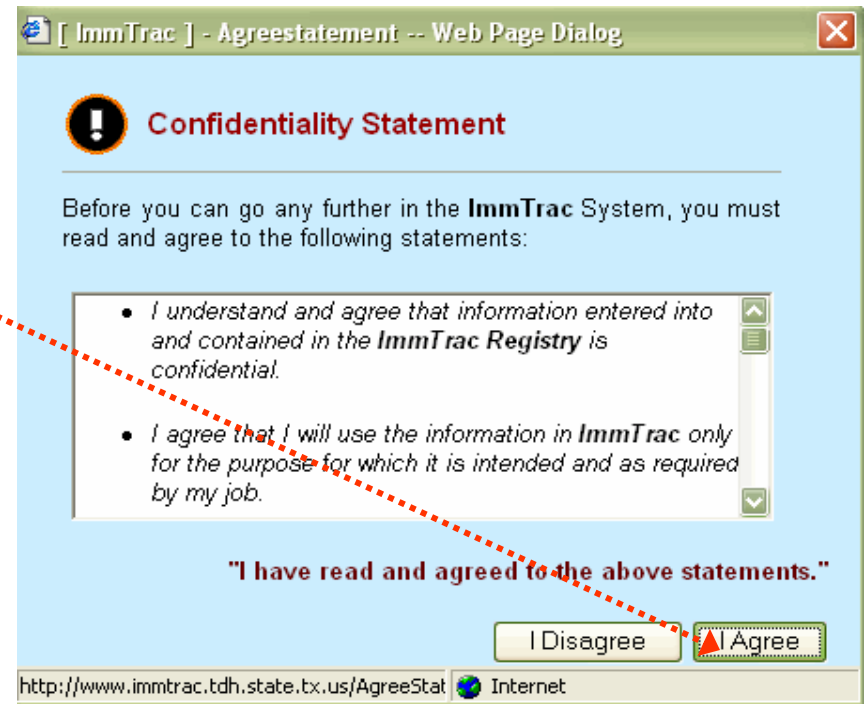 [ ImmTrac ] - Agreestatement -- Web Page Dialog
Confidentiality Statement
Before you can go any further in the ImmTrac System, you must
read and agree to the following statements:
• I understand and agree that information entered into
and contained in the ImmTrac Registry is
confidential.
• I agree that I will use the information in ImmTrac only
for the purpose for which it is intended and as required
by my job.
"I have read and agreed to the above statements."
I Disagree
I Agree
http://www.immtrac.tdh.state.tx.us/AgreeStat
Internet